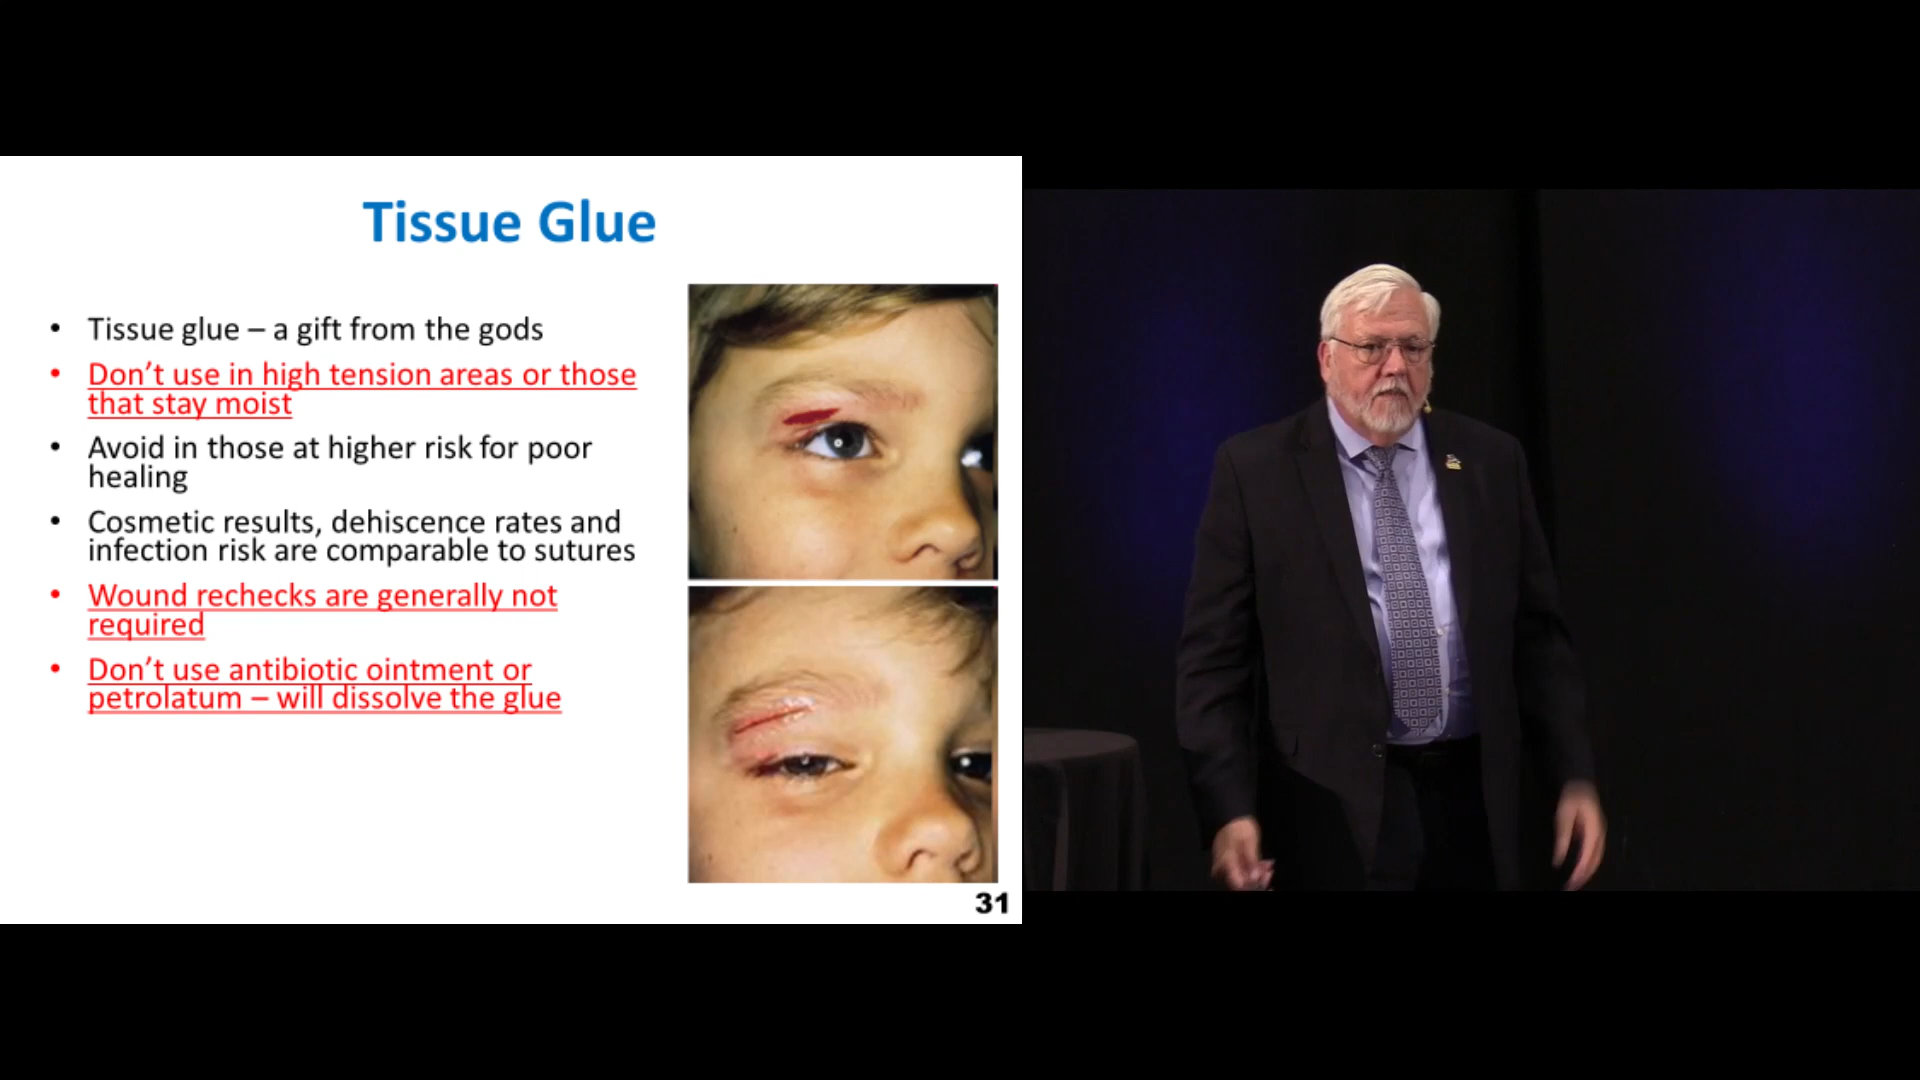 Tissue Glue
• Tissue glue – a gift from the gods
• Don’t use in high tension areas or those
that stay moist
• Avoid in those at higher risk for poor
healing
• Cosmetic results, dehiscence rates and
infection risk are comparable to sutures
• Wound rechecks are generally not
required
• Don’t use antibiotic ointment or
petrolatum – will dissolve the glue
31